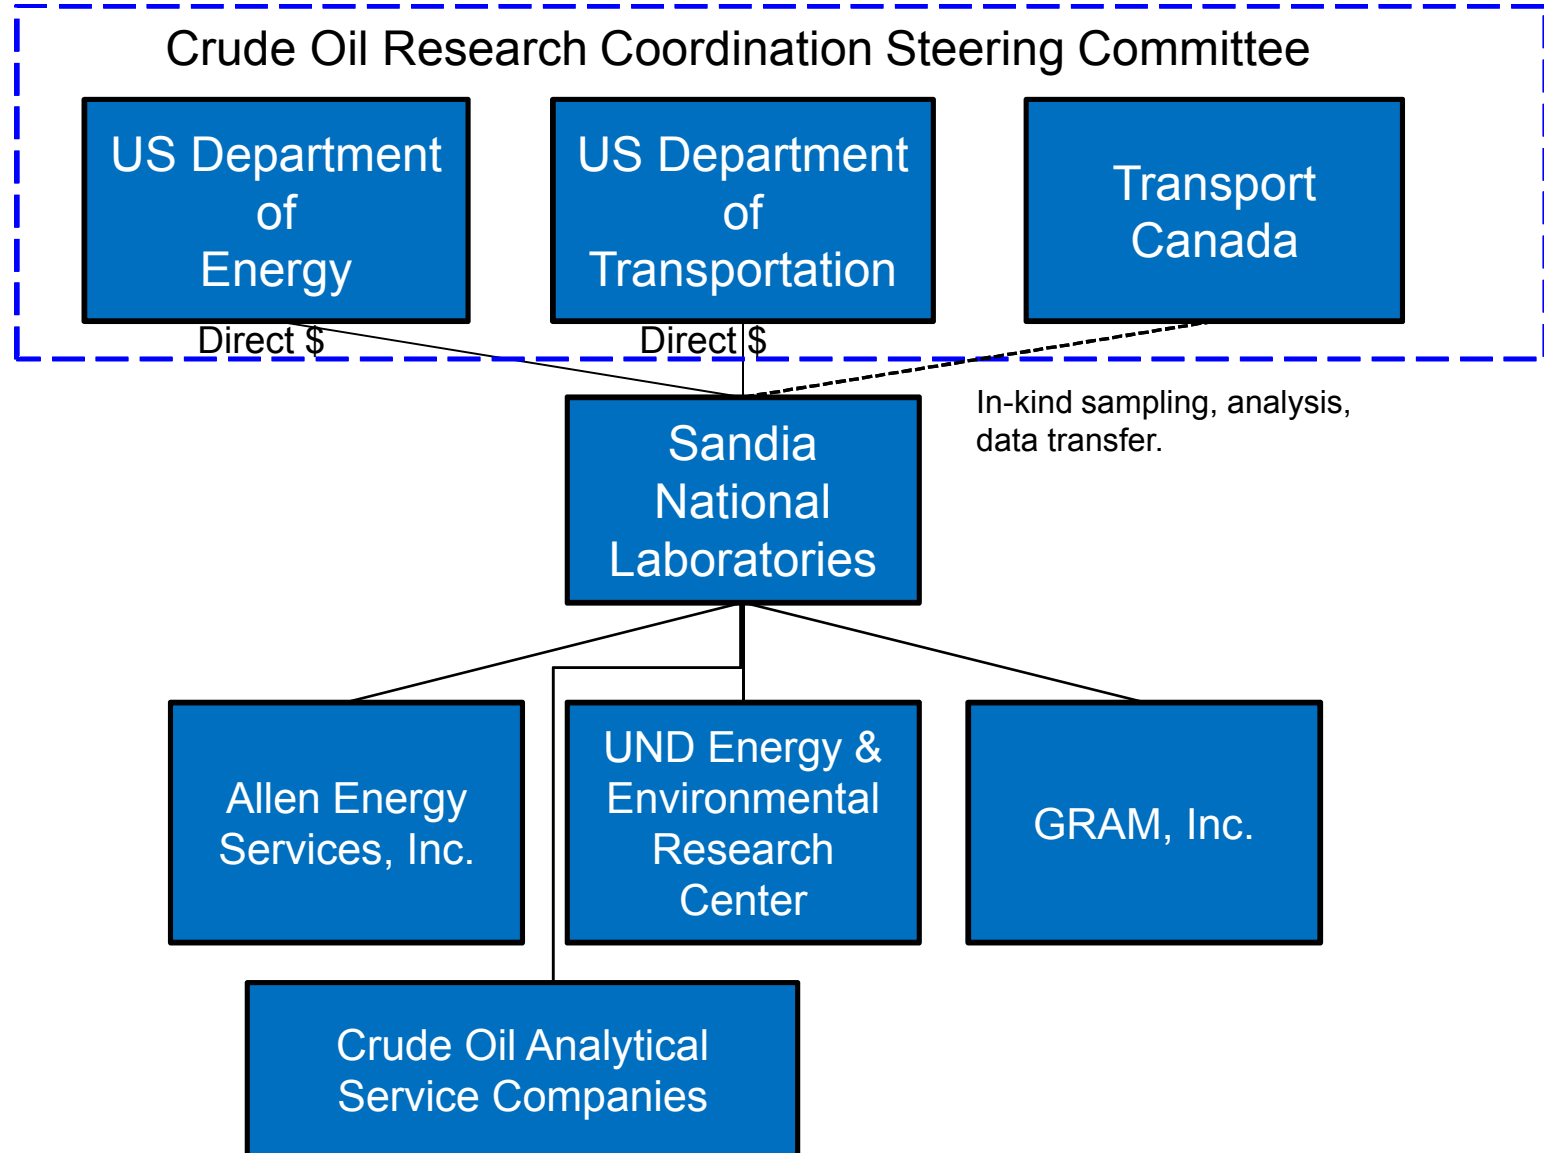 Crude Oil Research Coordination Steering Committee
US Department
of
Energy
US Department
of
Transportation
Transport
Canada
Direct $
Direct $
In-kind sampling, analysis,
data transfer.
Sandia
National
Laboratories
Allen Energy
Services, Inc.
UND Energy &
Environmental
Research
Center
GRAM, Inc.
Crude Oil Analytical
Service Companies